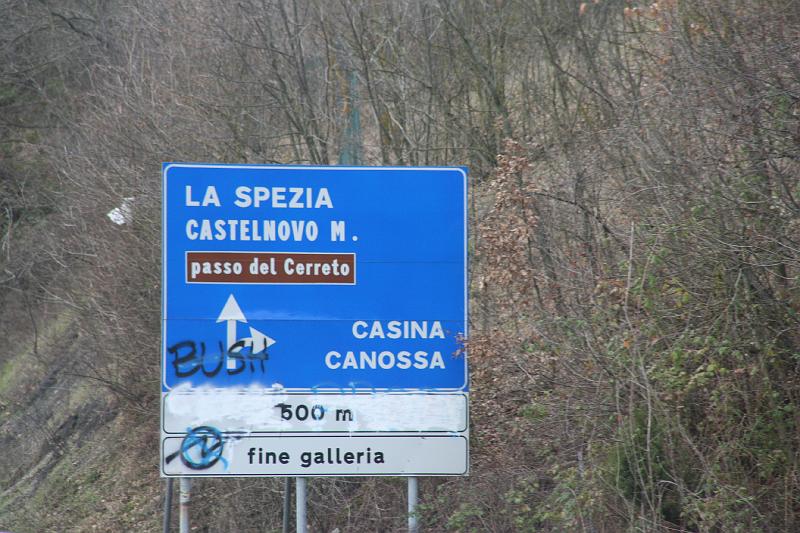 LA SPEZIA
CASTELNOVO M.
passo del Cerreto
CASINA
CANOSSA
BUSH
500 m
fine galleria